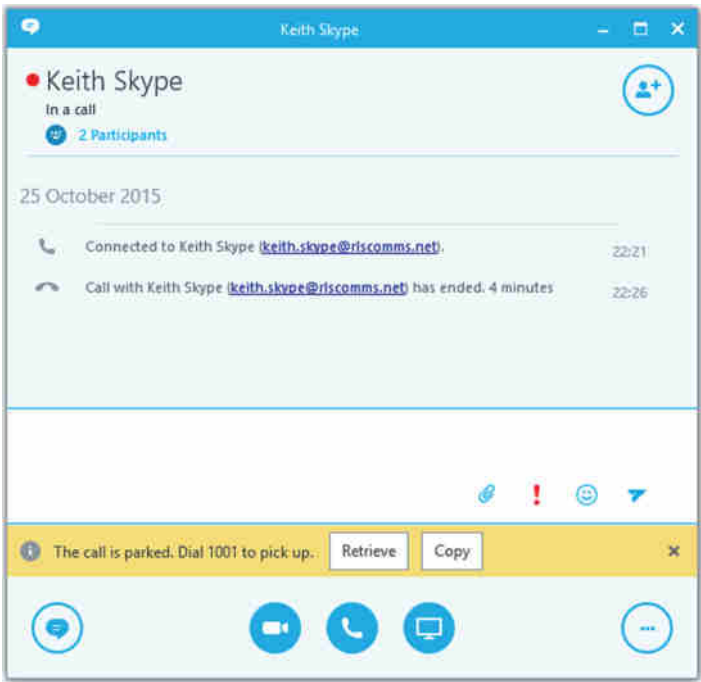 Keith Skype
Keith Skype
In a call
2 Participants
25 October 2015
Connected to Keith Skype (keith.skype@rlscomms.net). 22:21
Call with Keith Skype (keith.skype@rlscomms.net) has ended. 4 minutes 22:26
The call is parked. Dial 1001 to pick up. Retrieve Copy